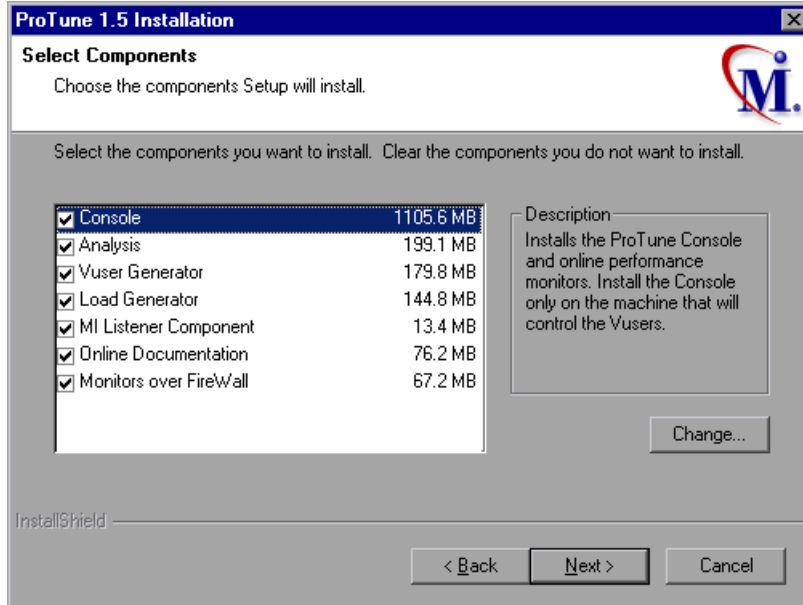 ProTune 1.5 Installation
Select Components
Choose the components Setup will install.
M.
Select the components you want to install. Clear the components you do not want to install.
Console 1105.6 MB
Analysis 199.1 MB
Vuser Generator 179.8 MB
Load Generator 144.8 MB
MI Listener Component 13.4 MB
Online Documentation 76.2 MB
Monitors over FireWall 67.2 MB
Description
Installs the ProTune Console
and online performance
monitors. Install the Console
only on the machine that will
control the Vusers.
Change...
InstallShield
< Back
Next >
Cancel